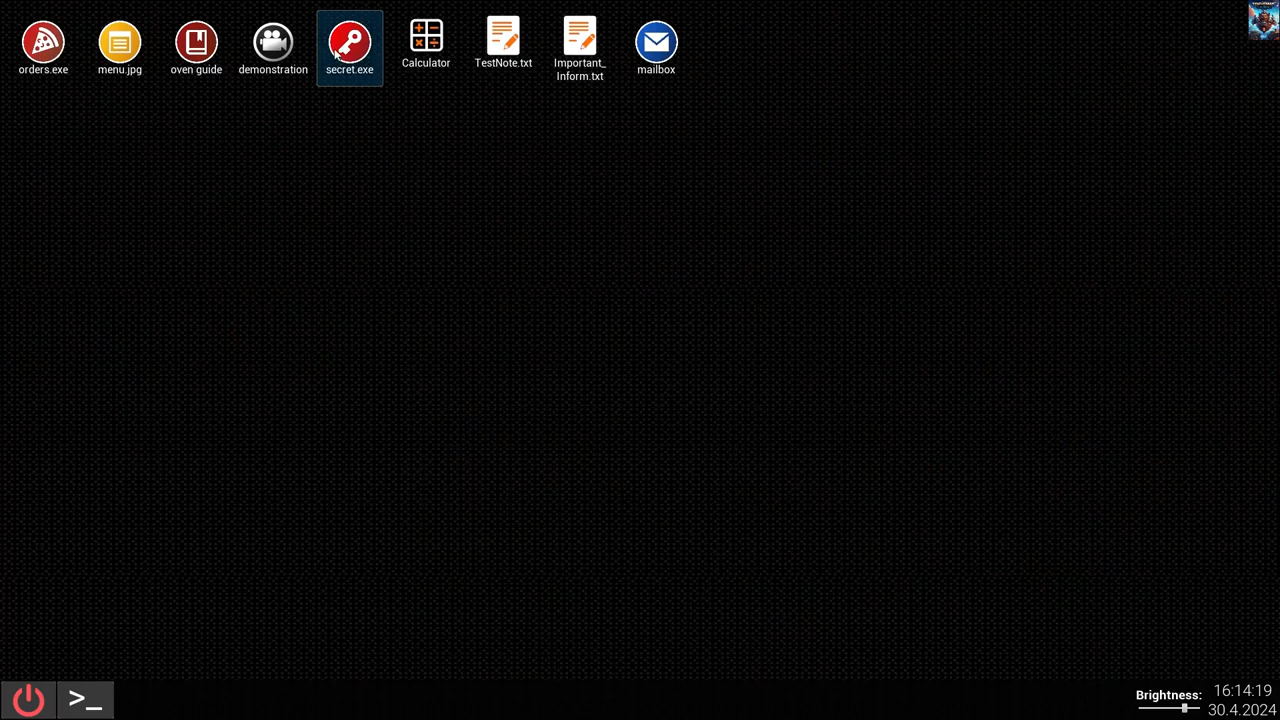 orders.exe
menu.jpg
oven guide
demonstration
secret.exe
Calculator
TestNote.txt
Important_
Inform.txt
mailbox
>_
Brightness:
16:14:19
30.4.2024